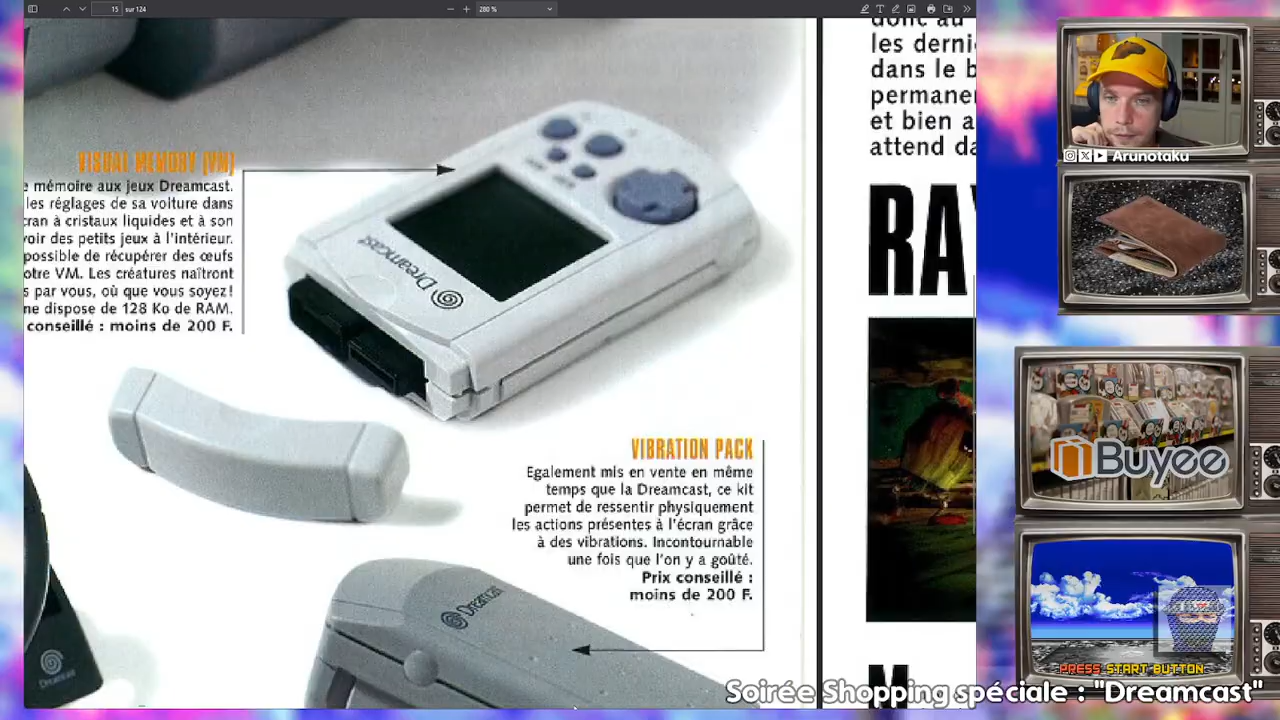 15 sur 124
280 %
VISUAL MEMORY (VM)
e mémoire aux jeux Dreamcast.
les réglages de sa voiture dans
cran à cristaux liquides et à son
voir des petits jeux à l'intérieur.
possible de récupérer des œufs
otre VM. Les créatures naîtront
s par vous, où que vous soyez!
ne dispose de 128 Ko de RAM.
conseillé : moins de 200 F.
Dreamcast
VIBRATION PACK
Egalement mis en vente en même
temps que la Dreamcast, ce kit
permet de ressentir physiquement
les actions présentes à l'écran grâce
à des vibrations. Incontournable
une fois que l'on y a goûté.
Prix conseillé :
moins de 200 F.
Dreamcast
Dreamcast
donc au
les derni
dans le b
permane
et bien a
attend da
RA
M
Arunotaku
Buyee
PRESS START BUTTON
Soirée Shopping spéciale : "Dreamcast"